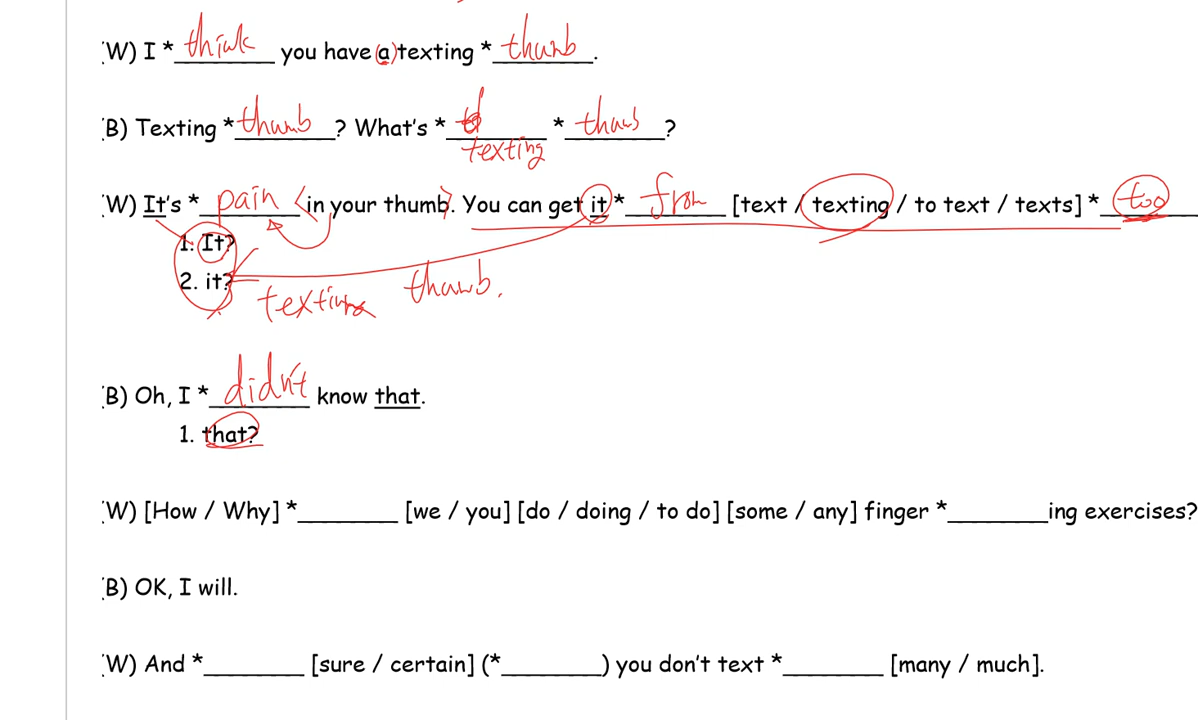 W) I * think you have (a) texting * thumb.
B) Texting * thumb ? What's * texting * thumb ?
W) It's * pain <in your thumb>. You can get it * from [text / texting / to text / texts] * too
1. It?
2. it?
texting thumb.
B) Oh, I * didn't know that.
1. that?
W) [How / Why] *________ [we / you] [do / doing / to do] [some / any] finger *________ing exercises?
B) OK, I will.
W) And *________ [sure / certain] (*________) you don't text *________ [many / much].